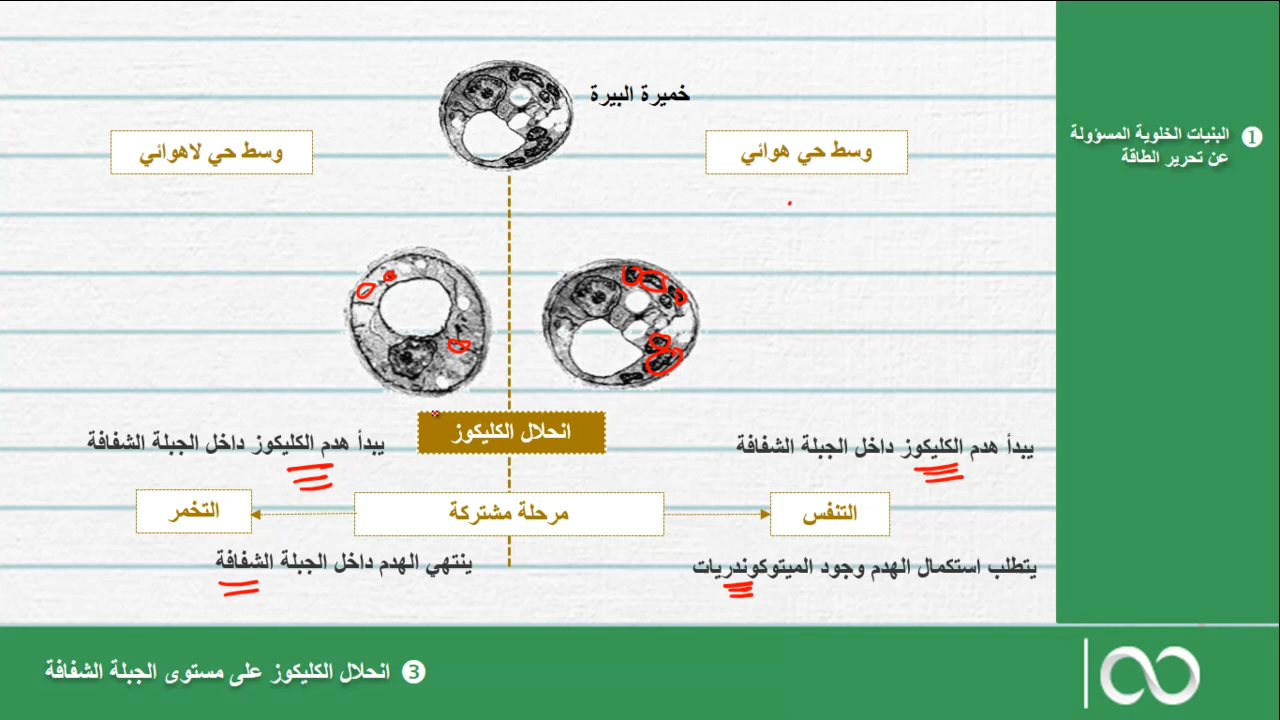 خميرة البيرة
❶ البنيات الخلوية المسؤولة
عن تحرير الطاقة
وسط حي هوائي
وسط حي لاهوائي
انحلال الكليكوز
يبدأ هدم الكليكوز داخل الجبلة الشفافة
يبدأ هدم الكليكوز داخل الجبلة الشفافة
التنفس
مرحلة مشتركة
التخمر
يتطلب استكمال الهدم وجود الميتوكوندريات
ينتهي الهدم داخل الجبلة الشفافة
❸ انحلال الكليكوز على مستوى الجبلة الشفافة